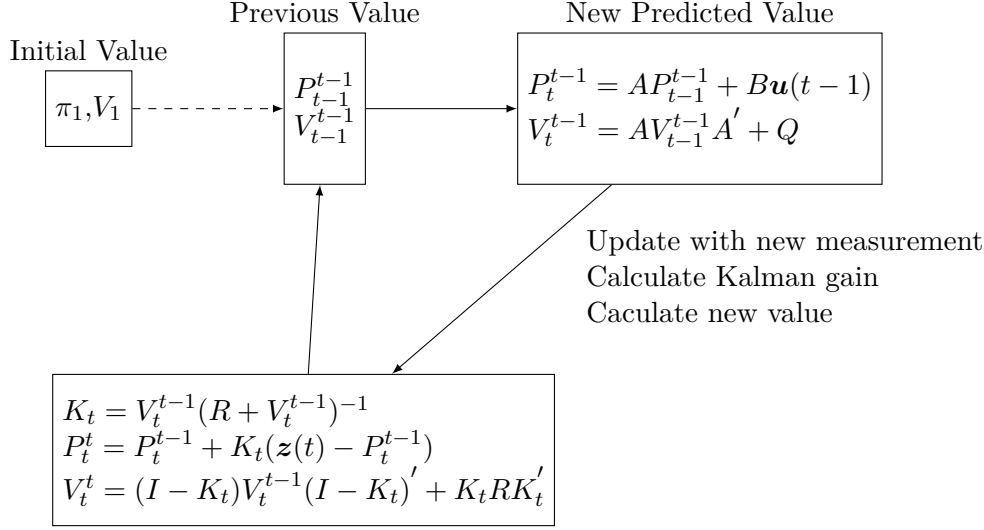 Previous Value
New Predicted Value
Initial Value
π₁,V₁
P_{t−1}^{t−1}
V_{t−1}^{t−1}
P_t^{t−1} = AP_{t−1}^{t−1} + B𝒖(t − 1)
V_t^{t−1} = AV_{t−1}^{t−1}A′ + Q
Update with new measurement
Calculate Kalman gain
Caculate new value
K_t = V_t^{t−1}(R + V_t^{t−1})^{−1}
P_t^t = P_t^{t−1} + K_t(𝒛(t) − P_t^{t−1})
V_t^t = (I − K_t)V_t^{t−1}(I − K_t)′ + K_tRK_t′